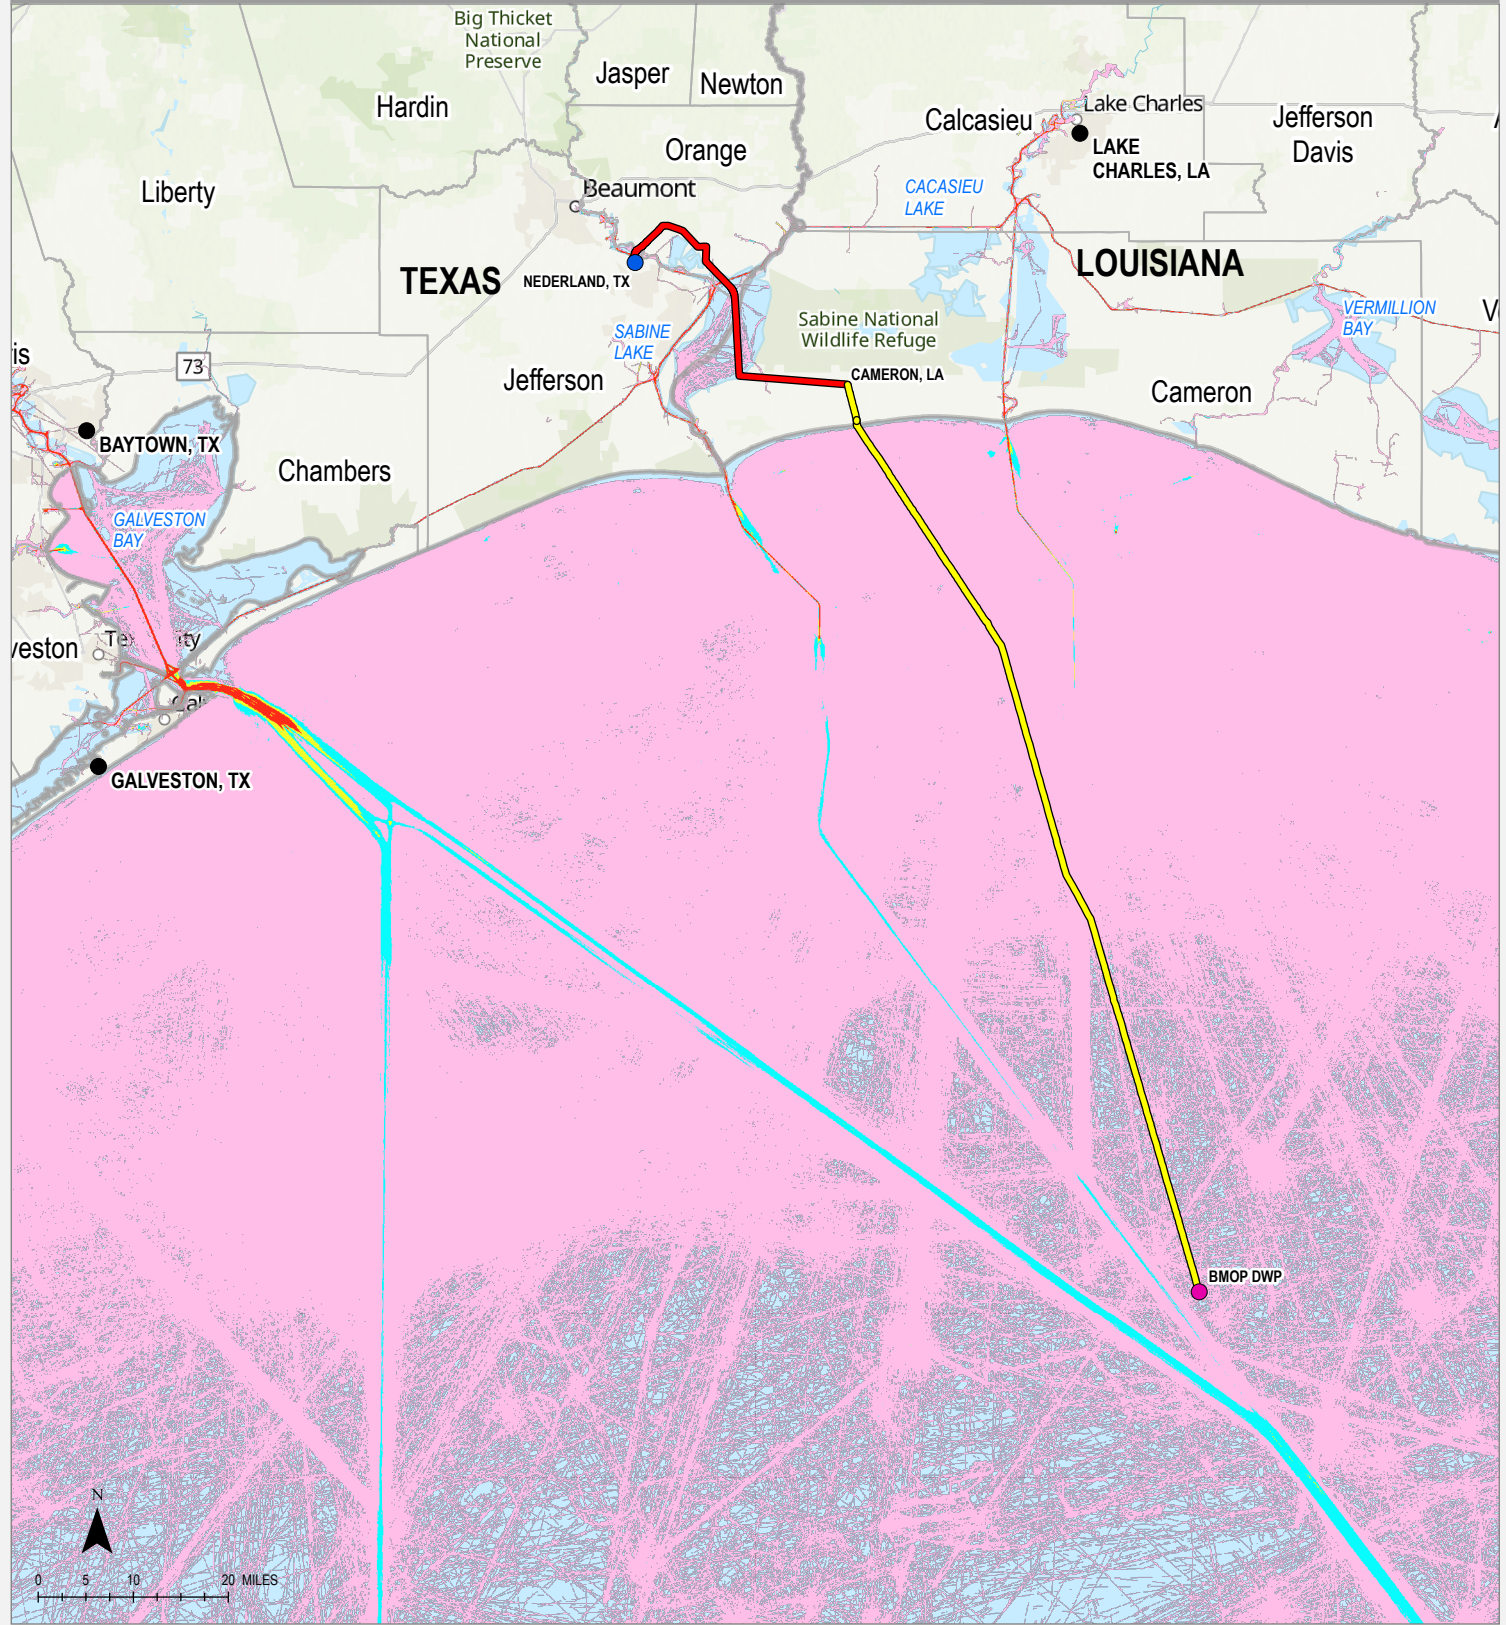 Big Thicket
National
Preserve
Jasper
Newton
Hardin
Calcasieu
Lake Charles
Jefferson
Davis
LAKE
CHARLES, LA
Orange
Liberty
Beaumont
CACASIEU
LAKE
TEXAS
NEDERLAND, TX
LOUISIANA
Sabine National
Wildlife Refuge
VERMILLION
BAY
SABINE
LAKE
ris
73
Jefferson
CAMERON, LA
Cameron
BAYTOWN, TX
Chambers
GALVESTON
BAY
veston
GALVESTON, TX
BMOP DWP
N
0 5 10 20 MILES